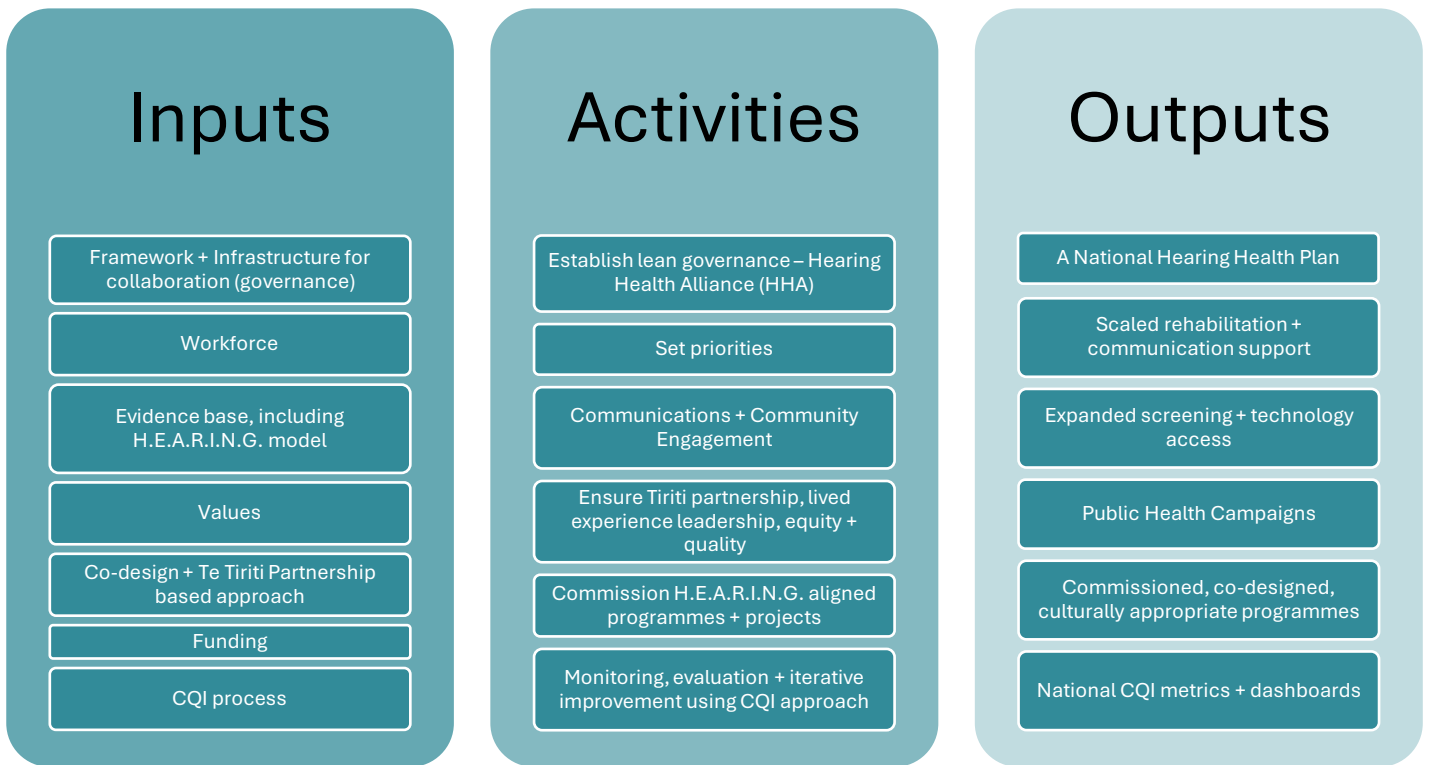 Inputs
Framework + Infrastructure for
collaboration (governance)
Workforce
Evidence base, including
H.E.A.R.I.N.G. model
Values
Co-design + Te Tiriti Partnership
based approach
Funding
CQI process
Activities
Establish lean governance – Hearing
Health Alliance (HHA)
Set priorities
Communications + Community
Engagement
Ensure Tiriti partnership, lived
experience leadership, equity +
quality
Commission H.E.A.R.I.N.G. aligned
programmes + projects
Monitoring, evaluation + iterative
improvement using CQI approach
Outputs
A National Hearing Health Plan
Scaled rehabilitation +
communication support
Expanded screening + technology
access
Public Health Campaigns
Commissioned, co-designed,
culturally appropriate programmes
National CQI metrics + dashboards